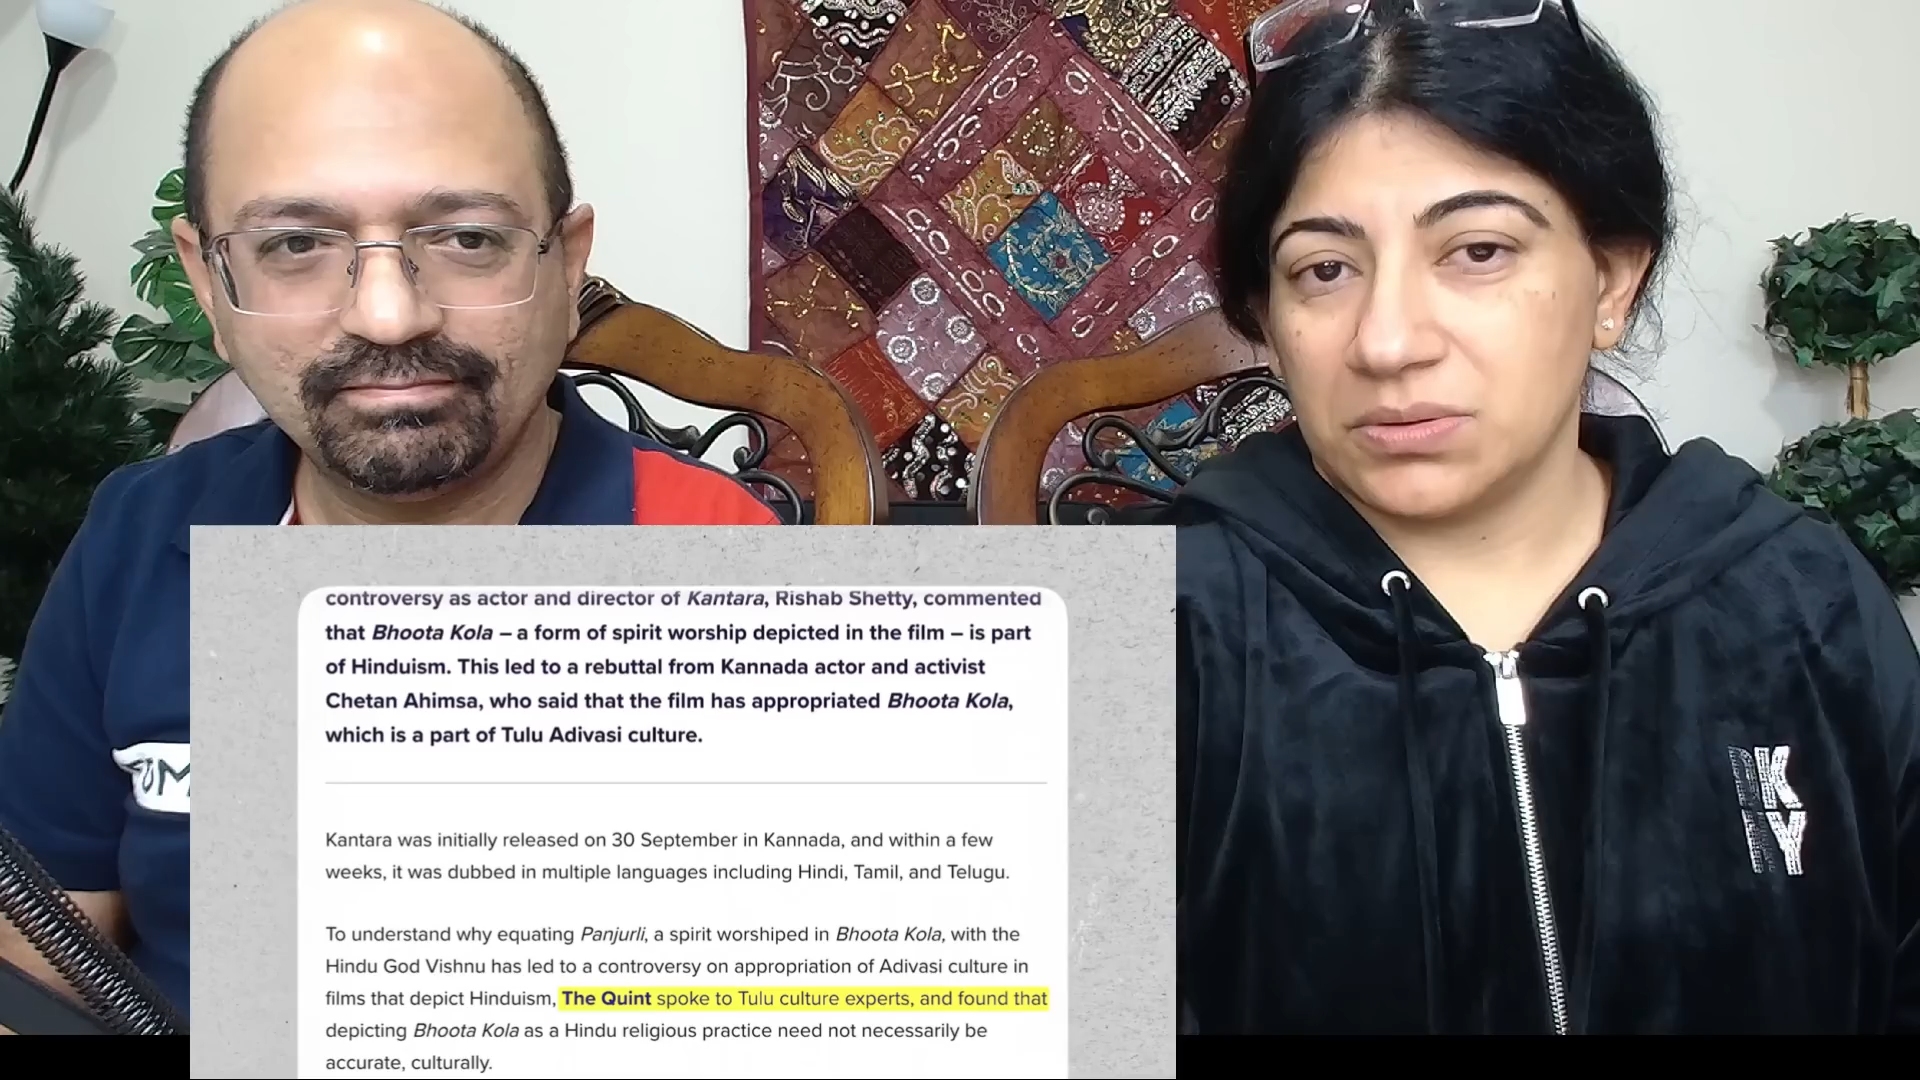 controversy as actor and director of Kantara, Rishab Shetty, commented
that Bhoota Kola – a form of spirit worship depicted in the film – is part
of Hinduism. This led to a rebuttal from Kannada actor and activist
Chetan Ahimsa, who said that the film has appropriated Bhoota Kola,
which is a part of Tulu Adivasi culture.
Kantara was initially released on 30 September in Kannada, and within a few
weeks, it was dubbed in multiple languages including Hindi, Tamil, and Telugu.
To understand why equating Panjurli, a spirit worshiped in Bhoota Kola, with the
Hindu God Vishnu has led to a controversy on appropriation of Adivasi culture in
films that depict Hinduism, The Quint spoke to Tulu culture experts, and found that
depicting Bhoota Kola as a Hindu religious practice need not necessarily be
accurate, culturally.
DK
NY